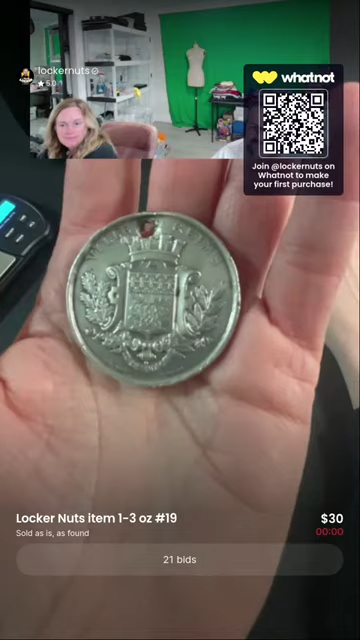 lockernuts
★ 5.0
whatnot
Join @lockernuts on
Whatnot to make
your first purchase!
Locker Nuts item 1-3 oz #19
$30
Sold as is, as found
00:00
21 bids